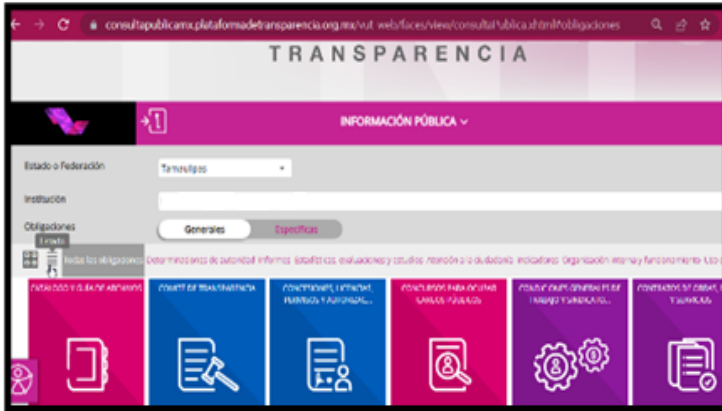 consultapublicamx.plataformadetransparencia.org.mx/vut-web/faces/view/consultaPublica.xhtml#obligaciones
TRANSPARENCIA
INFORMACIÓN PÚBLICA
Estado o Federación
Tamaulipas
Institución
Obligaciones
Generales
Específicas
Listado
Todas las obligaciones Determinaciones de autoridad Informes Estadísticas, evaluaciones y estudios Atención a la ciudadanía Indicadores Organización interna y funcionamiento Uso
CATÁLOGO Y GUÍA DE ARCHIVOS
COMITÉ DE TRANSPARENCIA
CONCESIONES, LICENCIAS,
PERMISOS Y AUTORIZAC...
CONCURSOS PARA OCUPAR
CARGOS PÚBLICOS
CONDICIONES GENERALES DE
TRABAJO Y SINDICATO...
CONTRATOS DE OBRAS,
Y SERVICIOS